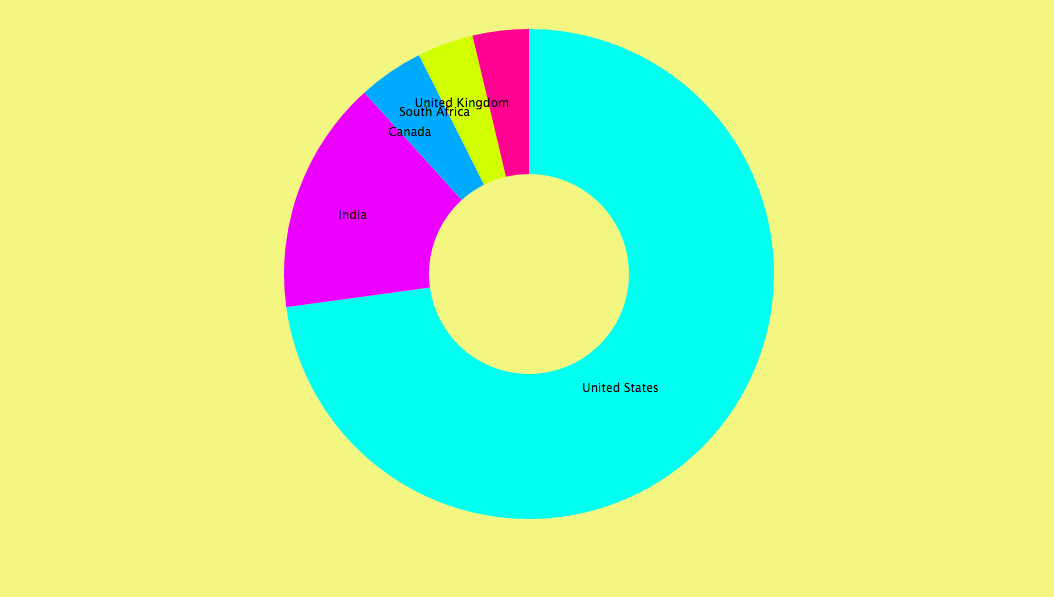 United Kingdom
South Africa
Canada
India
United States